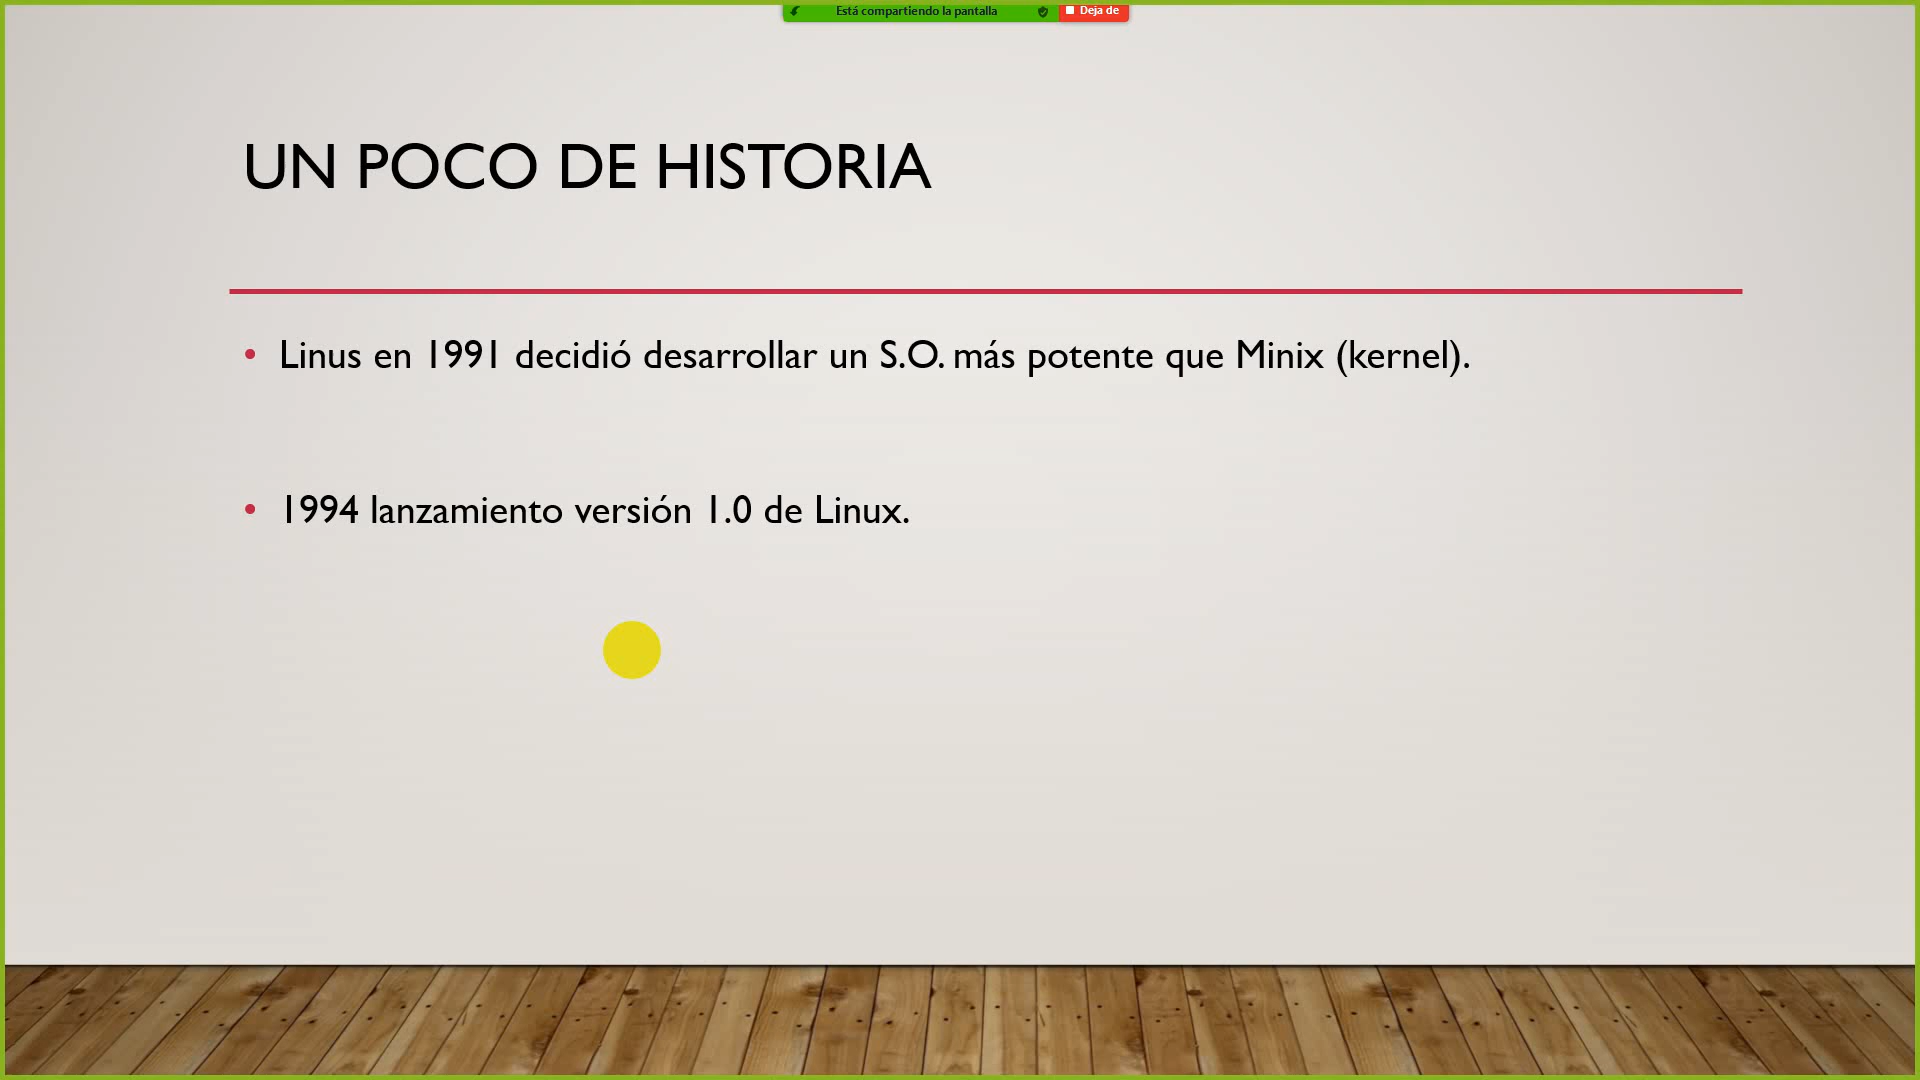 Está compartiendo la pantalla
Deja de
UN POCO DE HISTORIA
• Linus en 1991 decidió desarrollar un S.O. más potente que Minix (kernel).
• 1994 lanzamiento versión 1.0 de Linux.